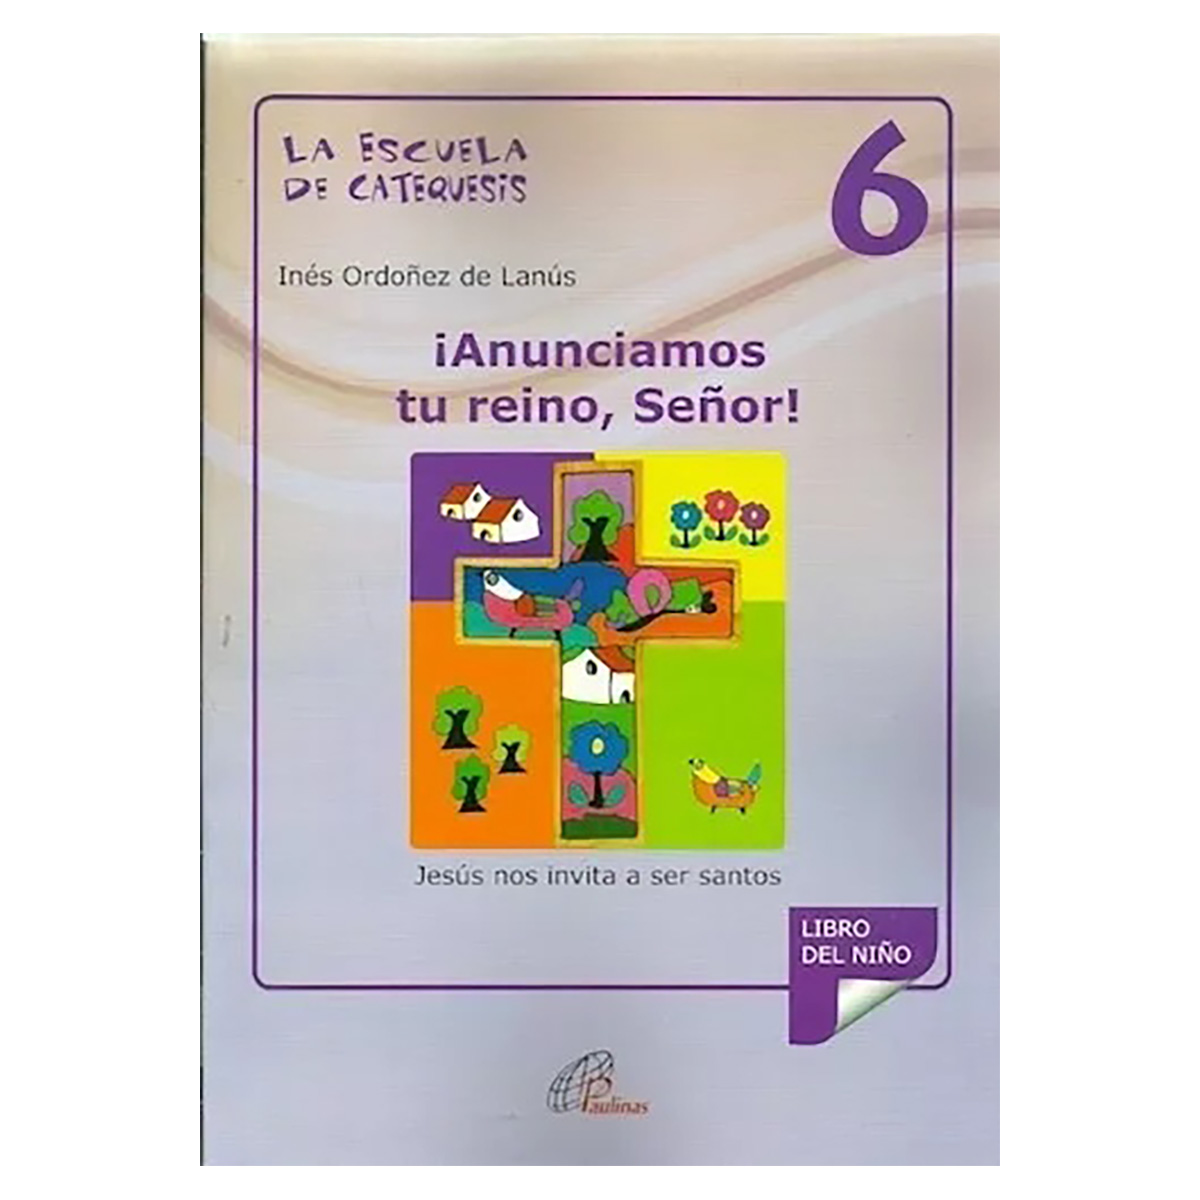 LA ESCUELA
DE CATEQUESIS
6
Inés Ordoñez de Lanús
¡Anunciamos
tu reino, Señor!
Jesús nos invita a ser santos
LIBRO
DEL NIÑO
Paulinas